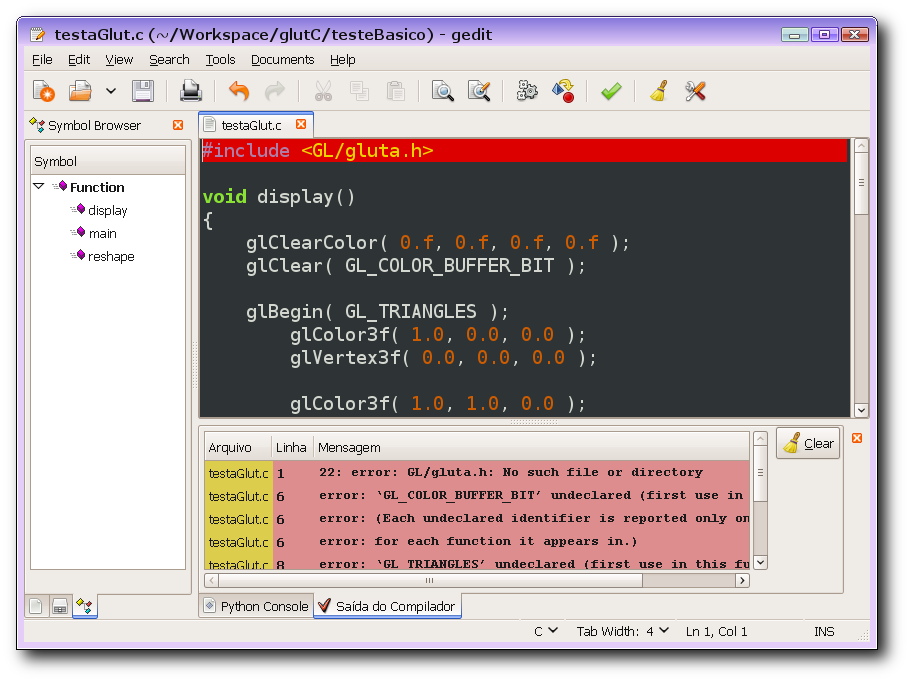 testaGlut.c (~/Workspace/glutC/testeBasico) - gedit
File Edit View Search Tools Documents Help
Symbol Browser
testaGlut.c
Symbol
Function
display
main
reshape
#include <GL/gluta.h>
void display()
{
glClearColor( 0.f, 0.f, 0.f, 0.f );
glClear( GL_COLOR_BUFFER_BIT );
glBegin( GL_TRIANGLES );
glColor3f( 1.0, 0.0, 0.0 );
glVertex3f( 0.0, 0.0, 0.0 );
glColor3f( 1.0, 1.0, 0.0 );
Arquivo Linha Mensagem
testaGlut.c 1 22: error: GL/gluta.h: No such file or directory
testaGlut.c 6 error: ‘GL_COLOR_BUFFER_BIT’ undeclared (first use in
testaGlut.c 6 error: (Each undeclared identifier is reported only on
testaGlut.c 6 error: for each function it appears in.)
testaGlut.c 8 error: ‘GL_TRIANGLES’ undeclared (first use in this fu
Clear
Python Console Saída do Compilador
C Tab Width: 4 Ln 1, Col 1 INS